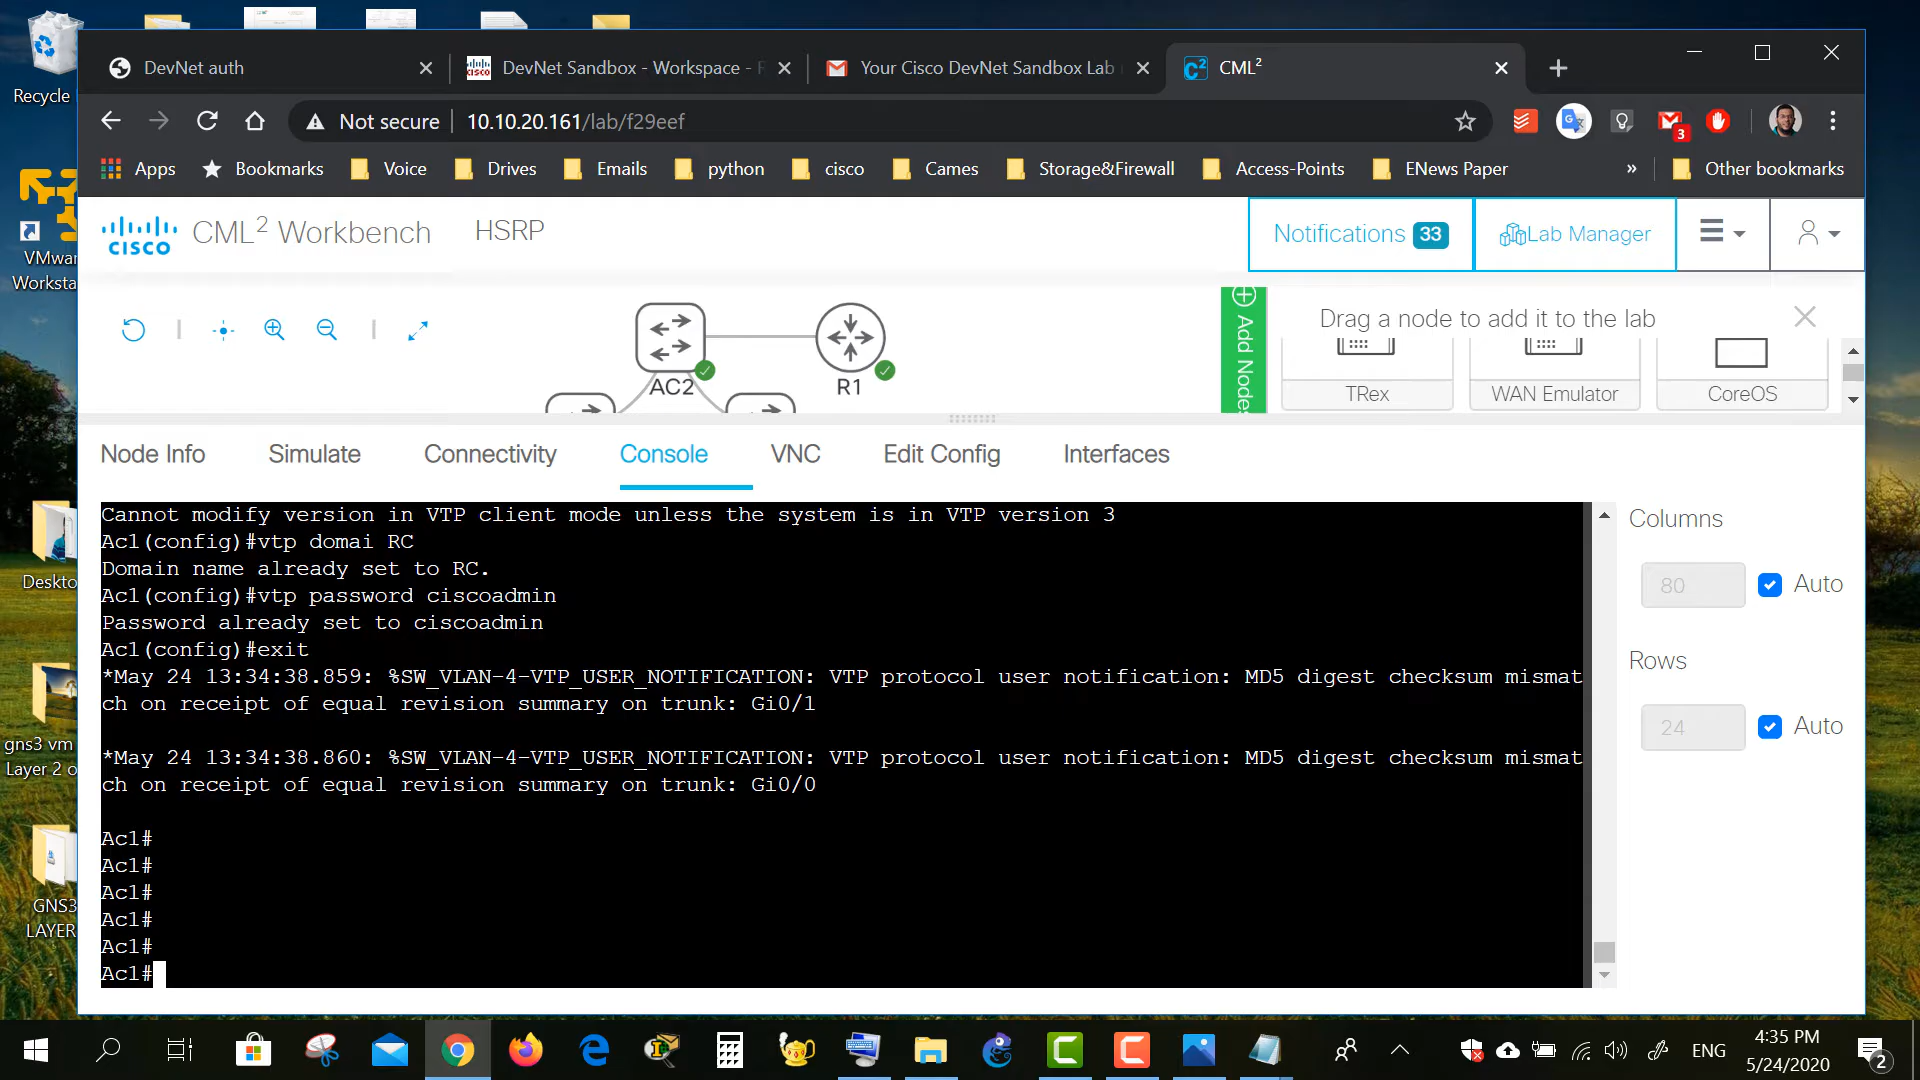 Recycle
VMwar
Worksta
Deskto
gns3 vm
Layer 2 o
GNS3
LAYER
DevNet auth
CISCO
DevNet Sandbox - Workspace -
Your Cisco DevNet Sandbox Lab
CML²
Not secure
10.10.20.161/lab/f29eef
3
Apps
Bookmarks
Voice
Drives
Emails
python
cisco
Cames
Storage&Firewall
Access-Points
ENews Paper
»
Other bookmarks
CISCO
CML² Workbench
HSRP
Notifications 33
Lab Manager
AC2
R1
Add Nodes
Drag a node to add it to the lab
TRex
WAN Emulator
CoreOS
Node Info
Simulate
Connectivity
Console
VNC
Edit Config
Interfaces
Cannot modify version in VTP client mode unless the system is in VTP version 3
Ac1(config)#vtp domai RC
Domain name already set to RC.
Ac1(config)#vtp password ciscoadmin
Password already set to ciscoadmin
Ac1(config)#exit
*May 24 13:34:38.859: %SW_VLAN-4-VTP_USER_NOTIFICATION: VTP protocol user notification: MD5 digest checksum mismat
ch on receipt of equal revision summary on trunk: Gi0/1
*May 24 13:34:38.860: %SW_VLAN-4-VTP_USER_NOTIFICATION: VTP protocol user notification: MD5 digest checksum mismat
ch on receipt of equal revision summary on trunk: Gi0/0
Ac1#
Ac1#
Ac1#
Ac1#
Ac1#
Ac1#
Columns
80
Auto
Rows
24
Auto
ENG
4:35 PM
5/24/2020
2